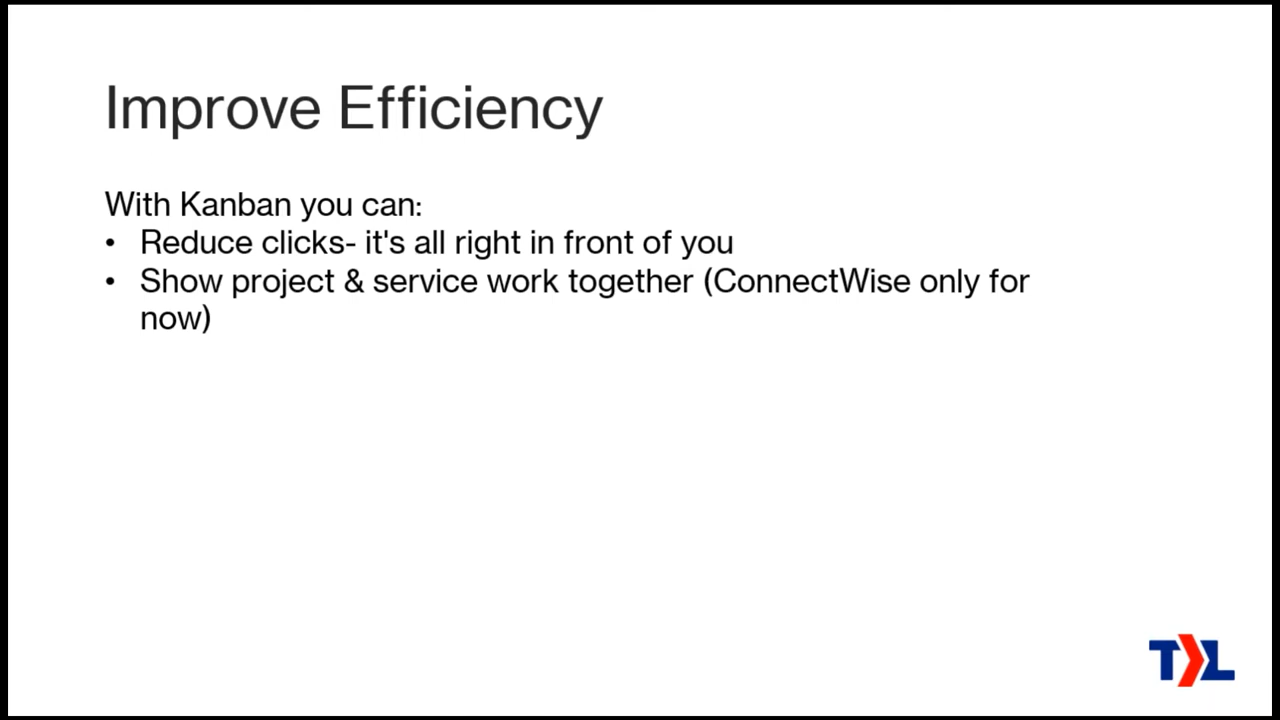 Improve Efficiency
With Kanban you can:
• Reduce clicks- it's all right in front of you
• Show project & service work together (ConnectWise only for
now)
T>L